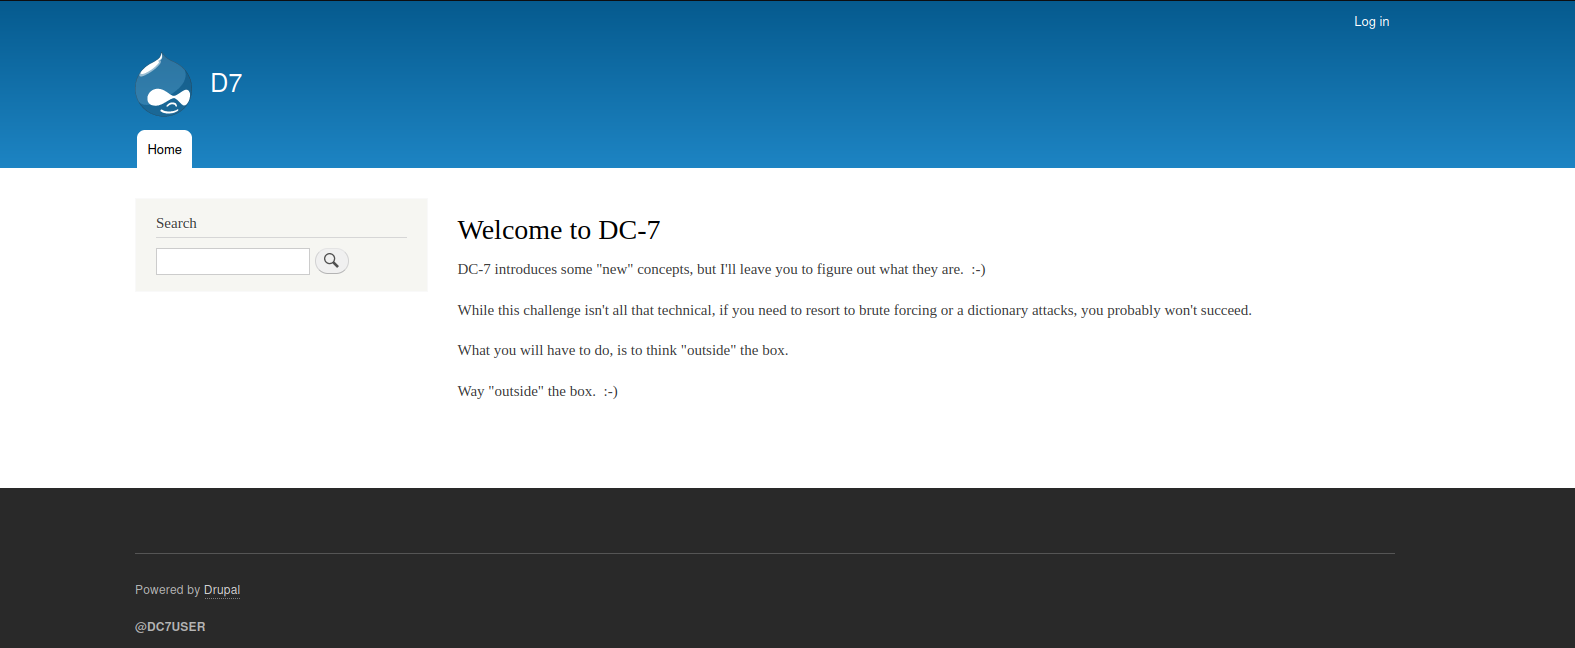 Log in
D7
Home
Search
Welcome to DC-7
DC-7 introduces some "new" concepts, but I'll leave you to figure out what they are.  :-)
While this challenge isn't all that technical, if you need to resort to brute forcing or a dictionary attacks, you probably won't succeed.
What you will have to do, is to think "outside" the box.
Way "outside" the box.  :-)
Powered by Drupal
@DC7USER